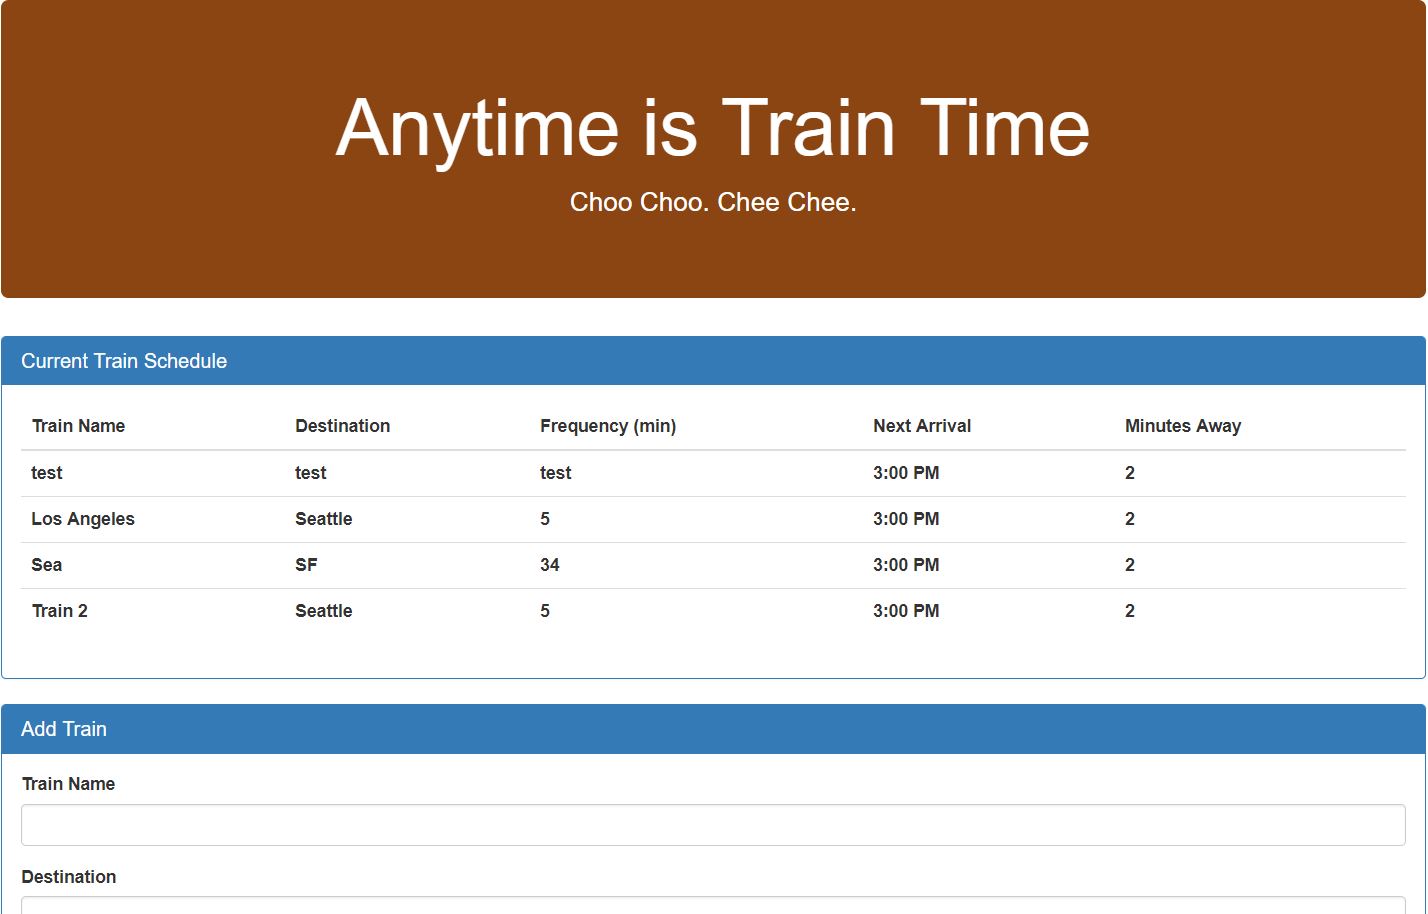 Anytime is Train Time
Choo Choo. Chee Chee.
Current Train Schedule
Train Name Destination Frequency (min) Next Arrival Minutes Away
test test test 3:00 PM 2
Los Angeles Seattle 5 3:00 PM 2
Sea SF 34 3:00 PM 2
Train 2 Seattle 5 3:00 PM 2
Add Train
Train Name
Destination